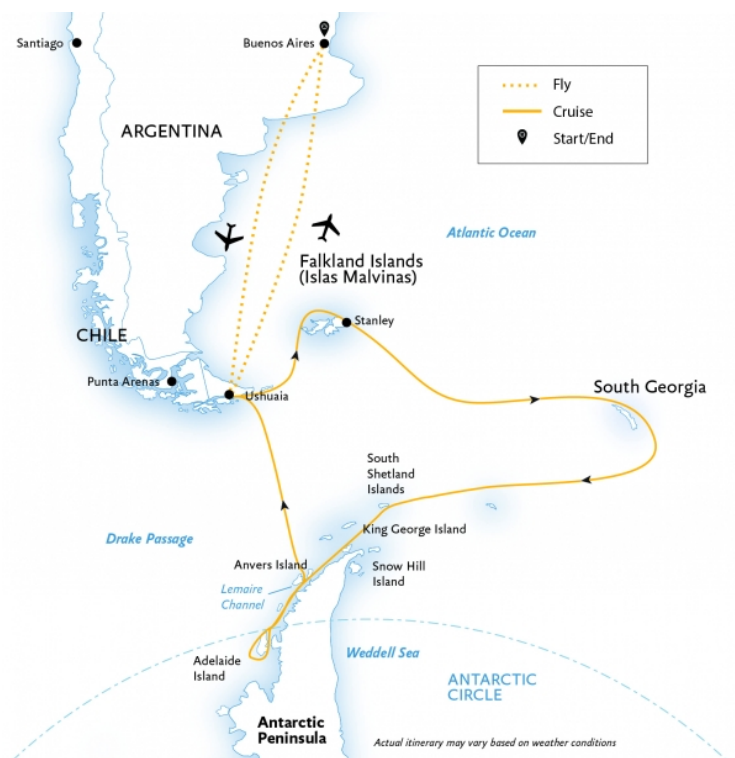 Santiago
Buenos Aires
Fly
Cruise
Start/End
ARGENTINA
Atlantic Ocean
Falkland Islands
(Islas Malvinas)
Stanley
CHILE
Punta Arenas
Ushuaia
South Georgia
South
Shetland
Islands
King George Island
Drake Passage
Anvers Island
Snow Hill
Island
Lemaire
Channel
Weddell Sea
Adelaide
Island
ANTARCTIC
CIRCLE
Antarctic
Peninsula
Actual itinerary may vary based on weather conditions